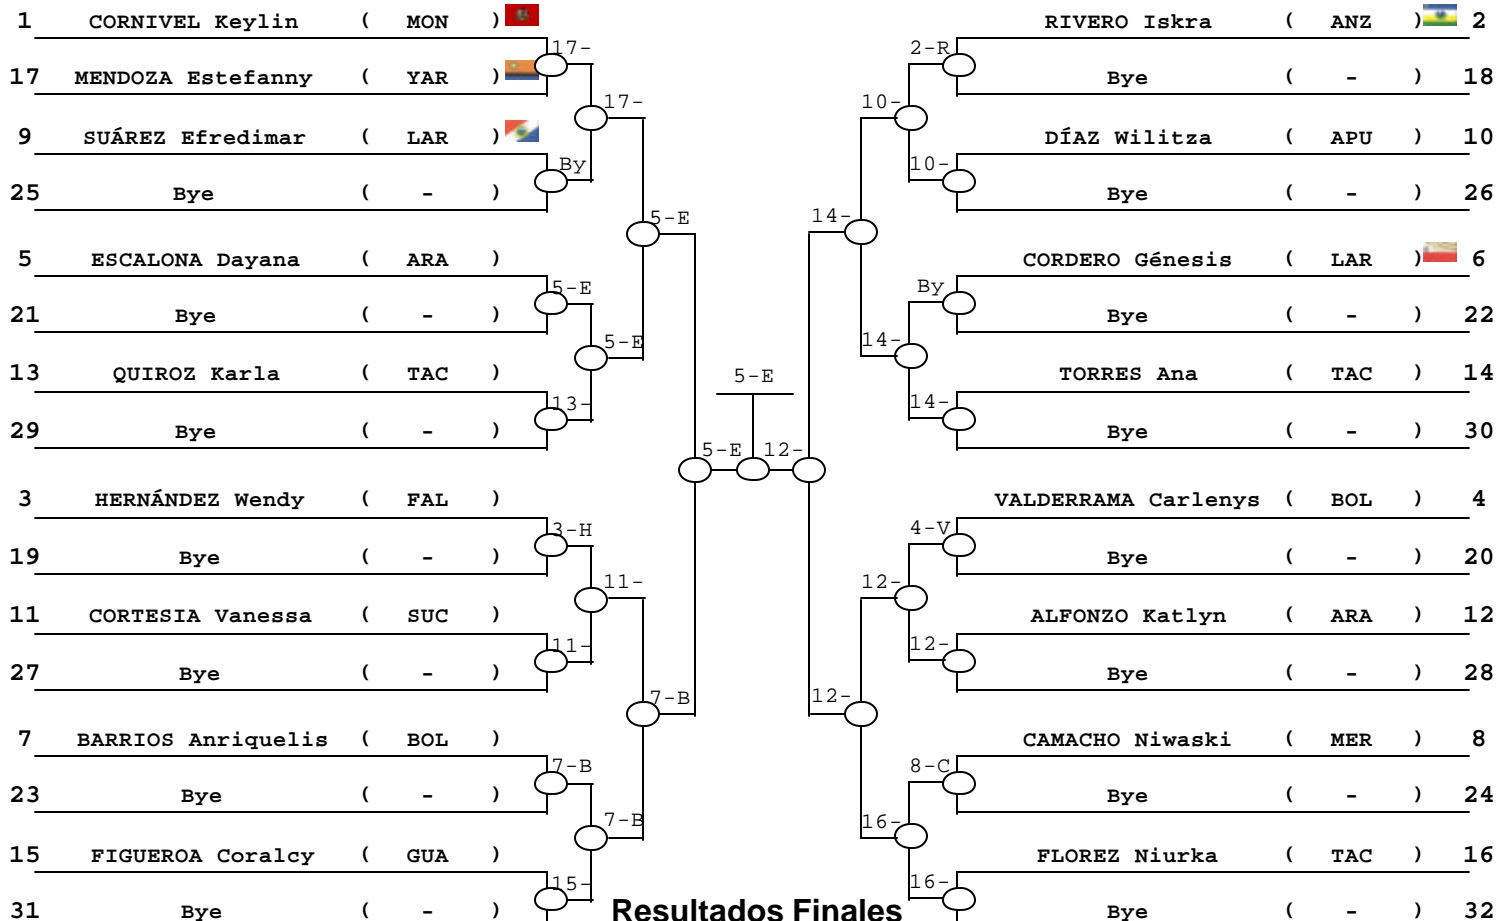 1 CORNIVEL Keylin ( MON ) RIVERO Iskra ( ANZ ) 2
17- 2-R
17 MENDOZA Estefanny ( YAR ) Bye ( - ) 18
17- 10-
9 SUÁREZ Efredimar ( LAR ) DÍAZ Wilitza ( APU ) 10
By 10-
25 Bye ( - ) Bye ( - ) 26
5-E 14-
5 ESCALONA Dayana ( ARA ) CORDERO Génesis ( LAR ) 6
5-E By
21 Bye ( - ) Bye ( - ) 22
5-E 14-
13 QUIROZ Karla ( TAC ) 5-E TORRES Ana ( TAC ) 14
13- 14-
29 Bye ( - ) Bye ( - ) 30
5-E 12-
3 HERNÁNDEZ Wendy ( FAL ) VALDERRAMA Carlenys ( BOL ) 4
3-H 4-V
19 Bye ( - ) Bye ( - ) 20
11- 12-
11 CORTESIA Vanessa ( SUC ) ALFONZO Katlyn ( ARA ) 12
11- 12-
27 Bye ( - ) Bye ( - ) 28
7-B 12-
7 BARRIOS Anriquelis ( BOL ) CAMACHO Niwaski ( MER ) 8
7-B 8-C
23 Bye ( - ) Bye ( - ) 24
7-B 16-
15 FIGUEROA Coralcy ( GUA ) FLOREZ Niurka ( TAC ) 16
15- 16-
31 Bye ( - ) Resultados Finales Bye ( - ) 32